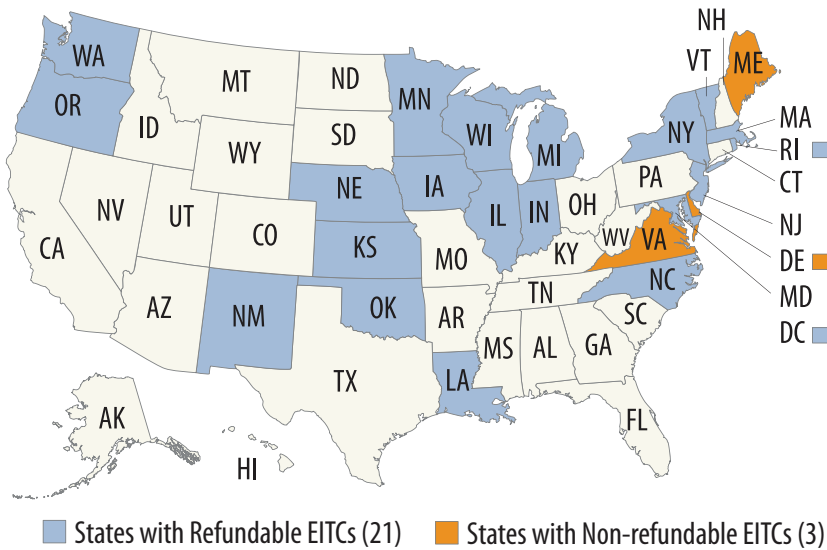 NH
WA
MT
ND
VT
ME
OR
MN
ID
SD
WI
NY
MA
WY
MI
RI
NE
IA
PA
CT
NV
UT
IL
IN
OH
NJ
CA
CO
KS
MO
KY
WV
VA
DE
NC
MD
AZ
NM
OK
TN
AR
SC
DC
MS
AL
GA
TX
LA
AK
FL
HI
States with Refundable EITCs (21)
States with Non-refundable EITCs (3)